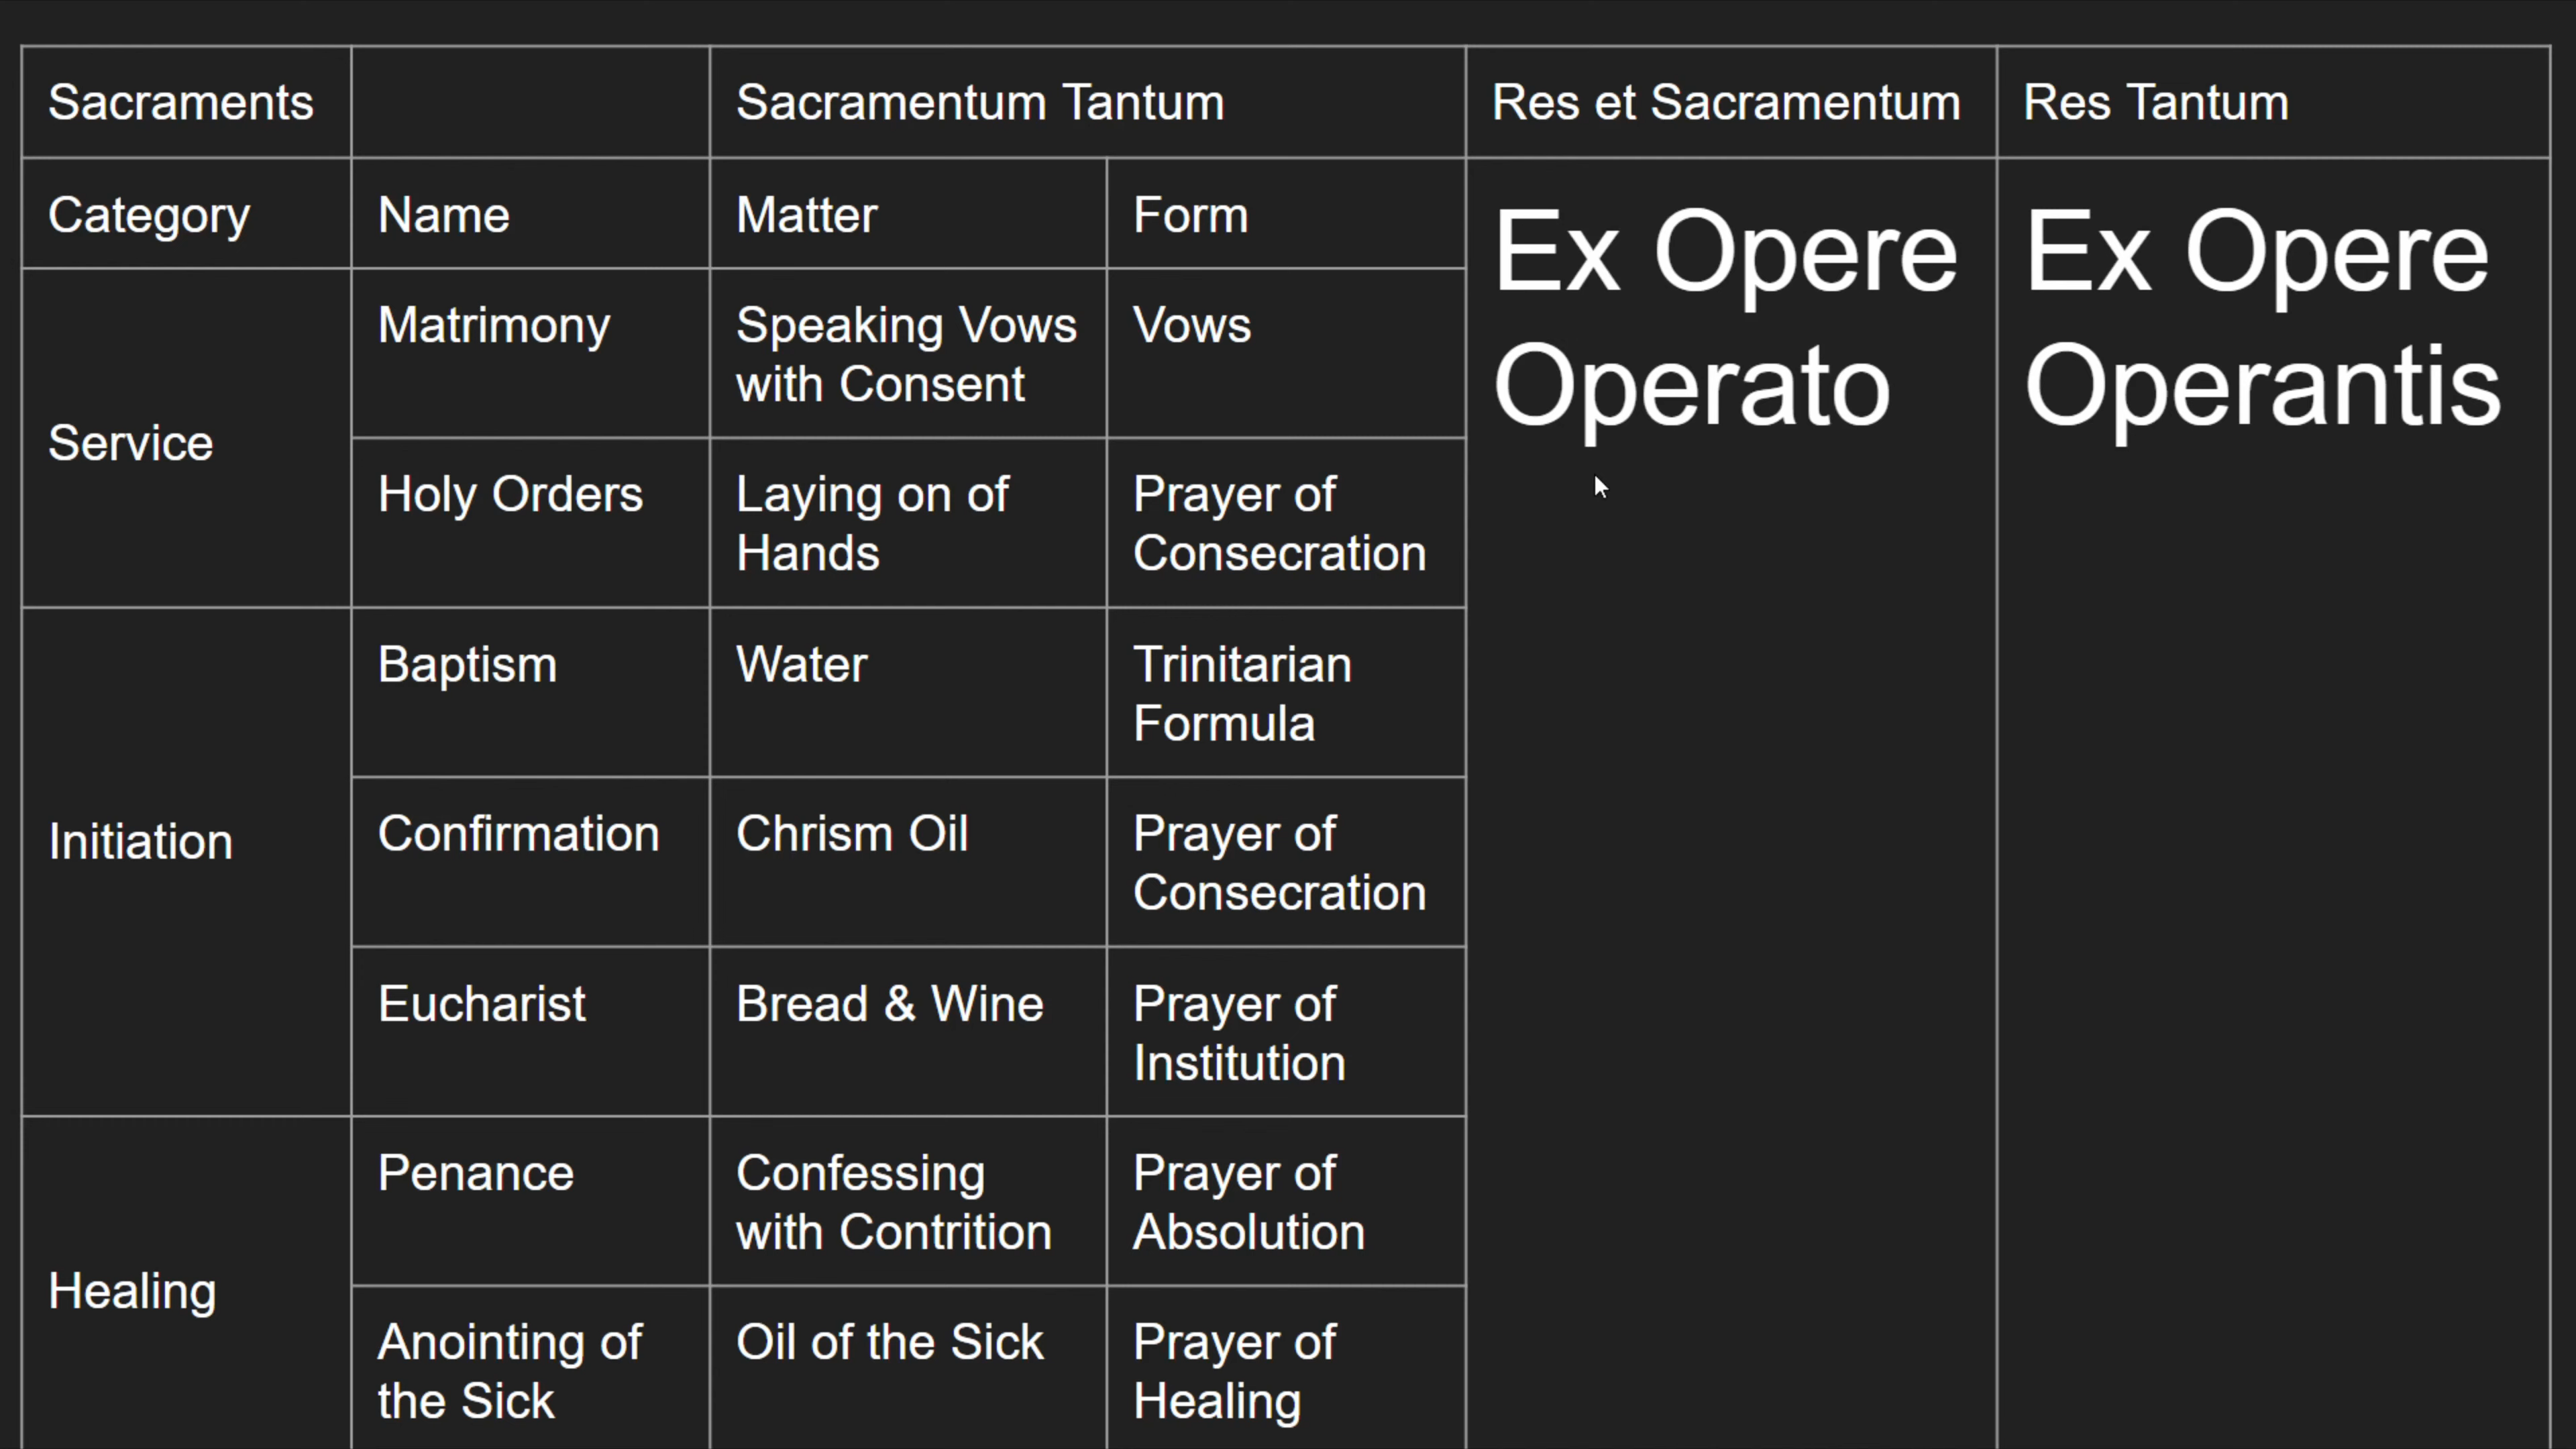 Sacraments
Sacramentum Tantum
Res et Sacramentum
Res Tantum
Category
Name
Matter
Form
Ex Opere
Operato
Ex Opere
Operantis
Service
Matrimony
Speaking Vows
with Consent
Vows
Holy Orders
Laying on of
Hands
Prayer of
Consecration
Initiation
Baptism
Water
Trinitarian
Formula
Confirmation
Chrism Oil
Prayer of
Consecration
Eucharist
Bread & Wine
Prayer of
Institution
Healing
Penance
Confessing
with Contrition
Prayer of
Absolution
Anointing of
the Sick
Oil of the Sick
Prayer of
Healing